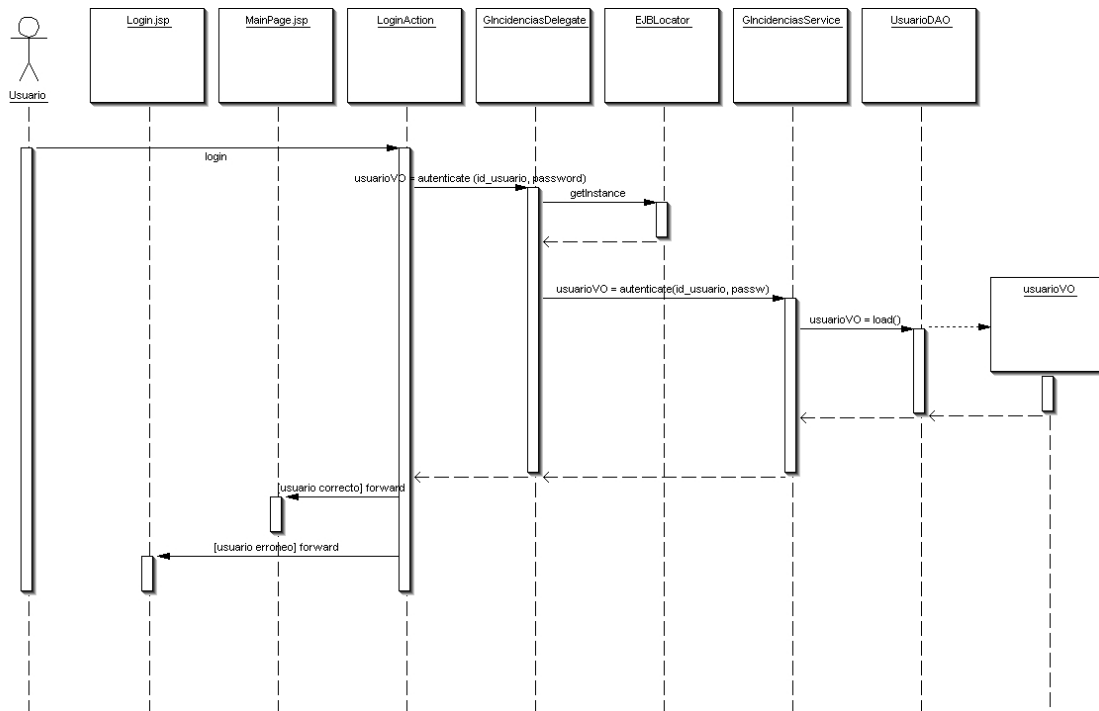 Login.jsp
MainPage.jsp
LoginAction
GIncidenciasDelegate
EJBLocator
GIncidenciasService
UsuarioDAO
Usuario
login
usuarioVO = autenticate (id_usuario, password)
getInstance
usuarioVO
usuarioVO = autenticate(id_usuario, passw)
usuarioVO = load()
[usuario correcto] forward
[usuario erroneo] forward